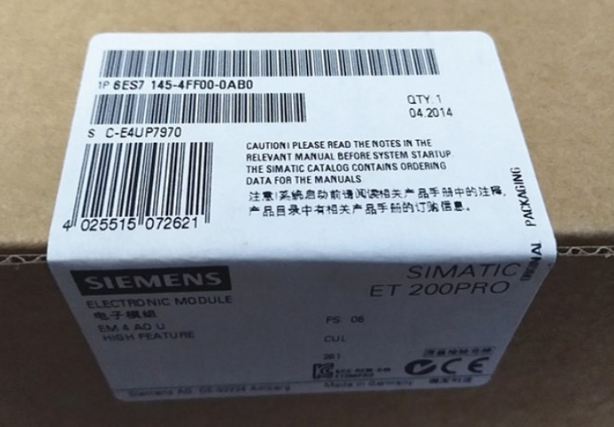 1P 6ES7 145-4FF00-0AB0
QTY.1
04.2014
S C-E4UP7970
CAUTION! PLEASE READ THE NOTES IN THE
RELEVANT MANUAL BEFORE SYSTEM STARTUP.
THE SIMATIC CATALOG CONTAINS ORDERING
DATA FOR THE MANUALS
注意!系统启动前请阅读相关产品手册中的注释,
产品目录中有相关产品手册的订购信息。
4 025515 072621
ORIGINAL PACKAGING
SIEMENS
SIMATIC
ET 200PRO
ELECTRONIC MODULE
电子模组
EM 4 AO U
HIGH FEATURE
FS: 06
CUL
Siemens AG
Made in Germany